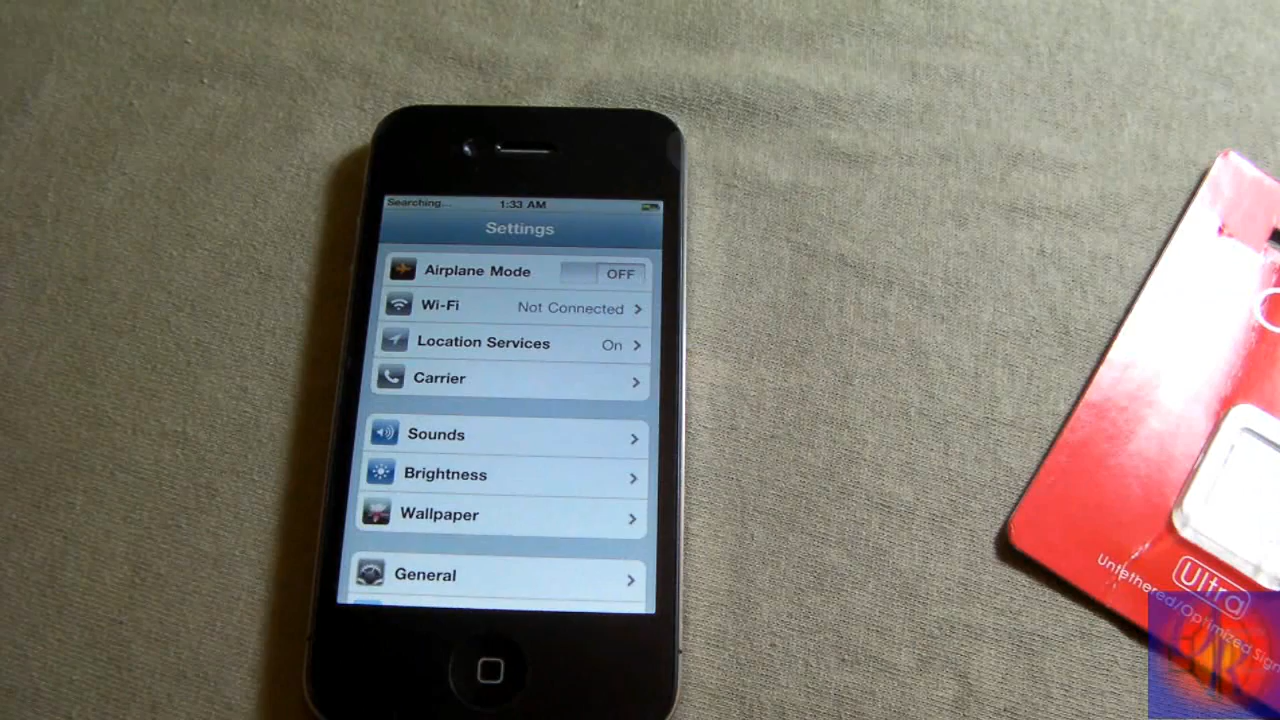 Searching... 1:33 AM
Settings
Airplane Mode OFF
Wi-Fi Not Connected
Location Services On
Carrier
Sounds
Brightness
Wallpaper
General
Ultra
Untethered/Optimized